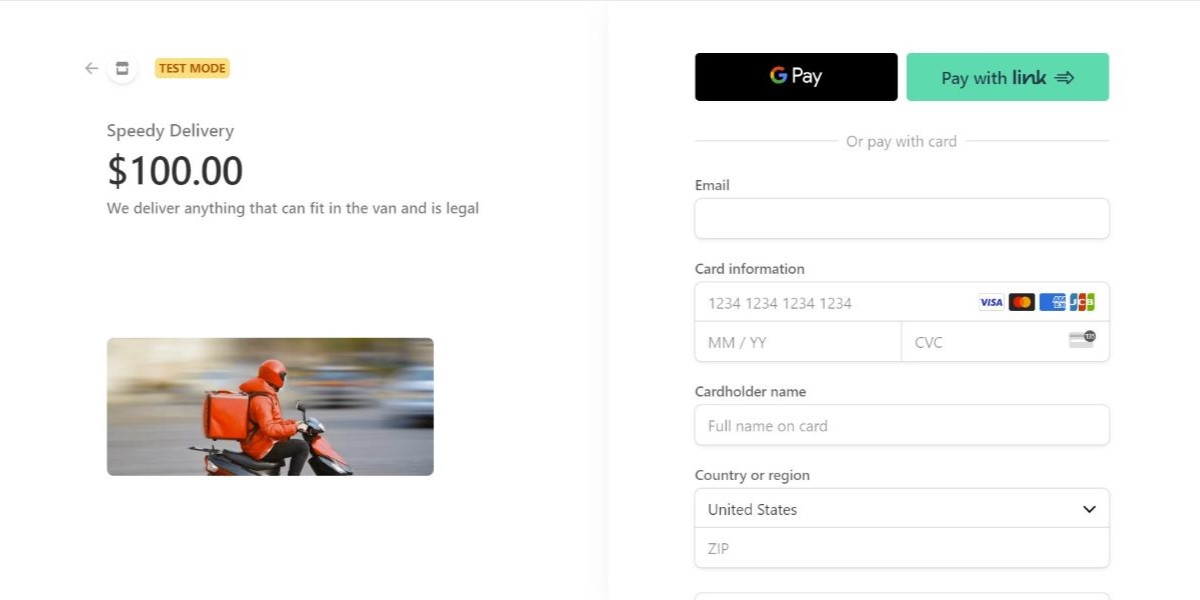 TEST MODE
Speedy Delivery
$100.00
We deliver anything that can fit in the van and is legal
G Pay
Pay with link
Or pay with card
Email
Card information
1234 1234 1234 1234
VISA
JCB
MM / YY
CVC
135
Cardholder name
Full name on card
Country or region
United States
ZIP